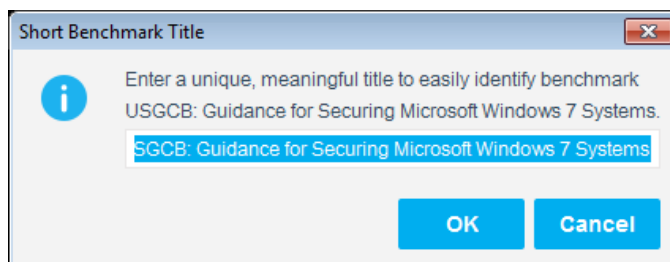 Short Benchmark Title
Enter a unique, meaningful title to easily identify benchmark
USGCB: Guidance for Securing Microsoft Windows 7 Systems.
SGCB: Guidance for Securing Microsoft Windows 7 Systems
OK Cancel